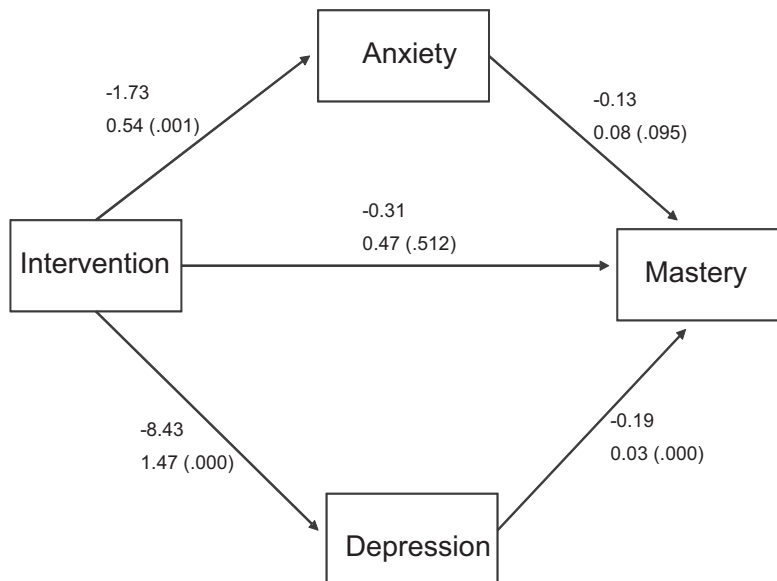 Anxiety
-1.73
0.54 (.001)
-0.13
0.08 (.095)
-0.31
0.47 (.512)
Intervention
Mastery
-8.43
1.47 (.000)
-0.19
0.03 (.000)
Depression